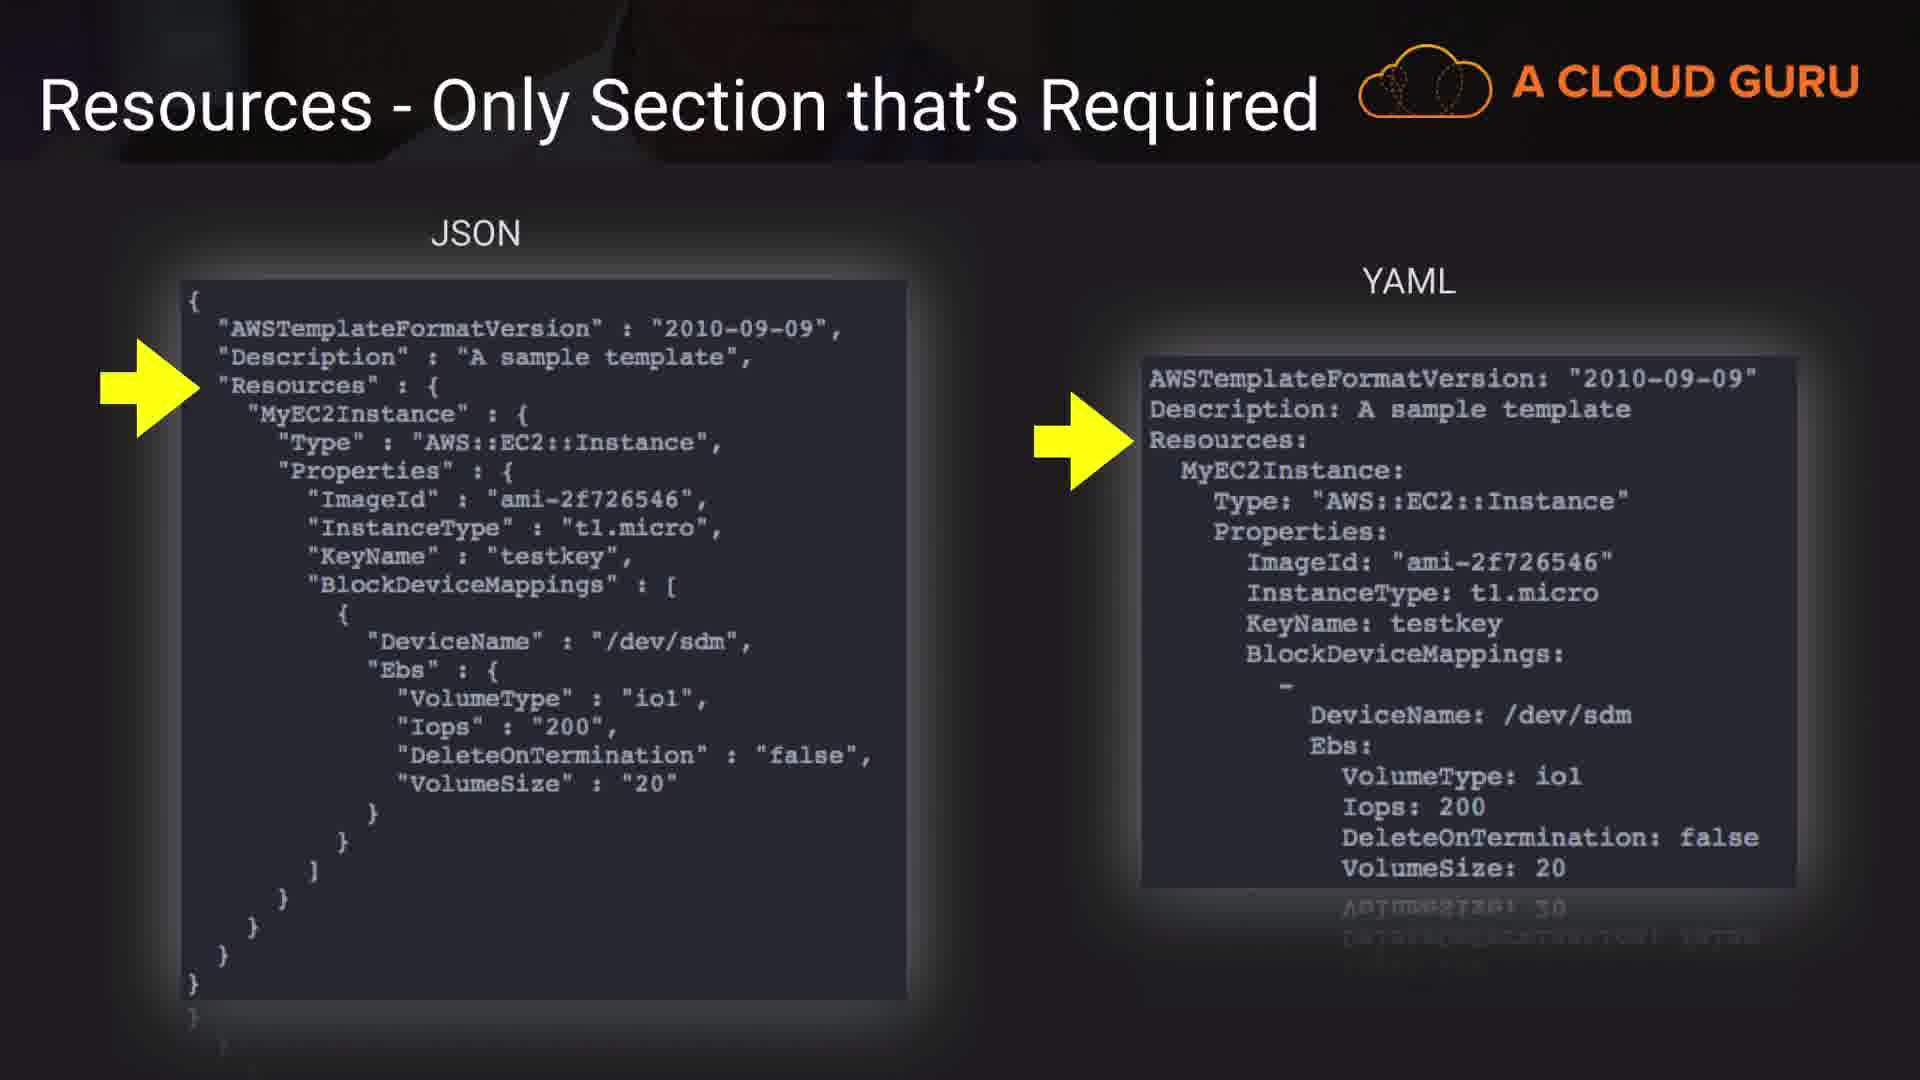 Resources - Only Section that's Required
A CLOUD GURU
JSON
{
"AWSTemplateFormatVersion" : "2010-09-09",
"Description" : "A sample template",
"Resources" : {
"MyEC2Instance" : {
"Type" : "AWS::EC2::Instance",
"Properties" : {
"ImageId" : "ami-2f726546",
"InstanceType" : "t1.micro",
"KeyName" : "testkey",
"BlockDeviceMappings" : [
{
"DeviceName" : "/dev/sdm",
"Ebs" : {
"VolumeType" : "io1",
"Iops" : "200",
"DeleteOnTermination" : "false",
"VolumeSize" : "20"
}
}
]
}
}
}
}
YAML
AWSTemplateFormatVersion: "2010-09-09"
Description: A sample template
Resources:
MyEC2Instance:
Type: "AWS::EC2::Instance"
Properties:
ImageId: "ami-2f726546"
InstanceType: t1.micro
KeyName: testkey
BlockDeviceMappings:
-
DeviceName: /dev/sdm
Ebs:
VolumeType: io1
Iops: 200
DeleteOnTermination: false
VolumeSize: 20